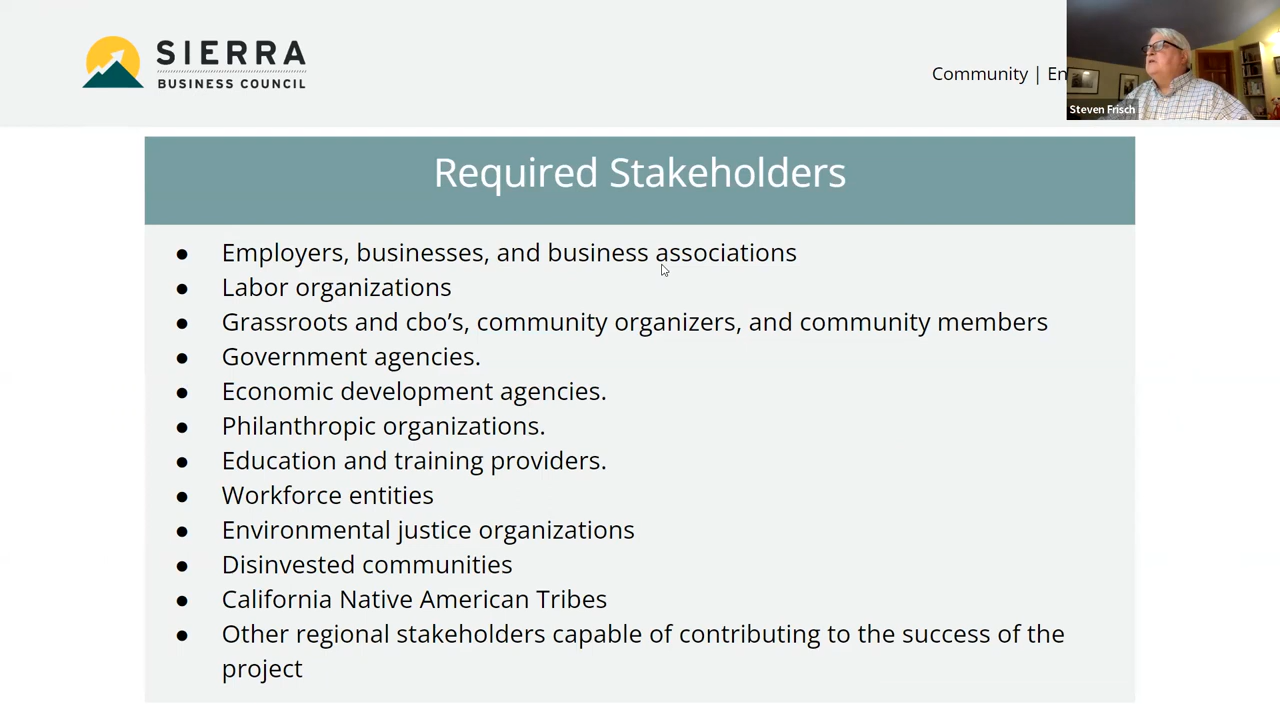 SIERRA
BUSINESS COUNCIL
Community | En
Steven Frisch
Required Stakeholders
● Employers, businesses, and business associations
● Labor organizations
● Grassroots and cbo’s, community organizers, and community members
● Government agencies.
● Economic development agencies.
● Philanthropic organizations.
● Education and training providers.
● Workforce entities
● Environmental justice organizations
● Disinvested communities
● California Native American Tribes
● Other regional stakeholders capable of contributing to the success of the
project